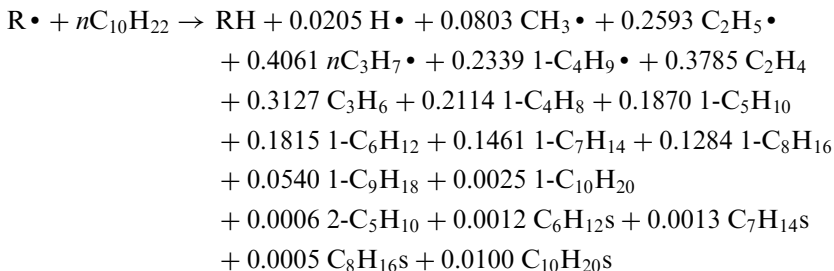 R• + nC₁₀H₂₂ → RH + 0.0205 H• + 0.0803 CH₃• + 0.2593 C₂H₅•
+ 0.4061 nC₃H₇• + 0.2339 1-C₄H₉• + 0.3785 C₂H₄
+ 0.3127 C₃H₆ + 0.2114 1-C₄H₈ + 0.1870 1-C₅H₁₀
+ 0.1815 1-C₆H₁₂ + 0.1461 1-C₇H₁₄ + 0.1284 1-C₈H₁₆
+ 0.0540 1-C₉H₁₈ + 0.0025 1-C₁₀H₂₀
+ 0.0006 2-C₅H₁₀ + 0.0012 C₆H₁₂s + 0.0013 C₇H₁₄s
+ 0.0005 C₈H₁₆s + 0.0100 C₁₀H₂₀s